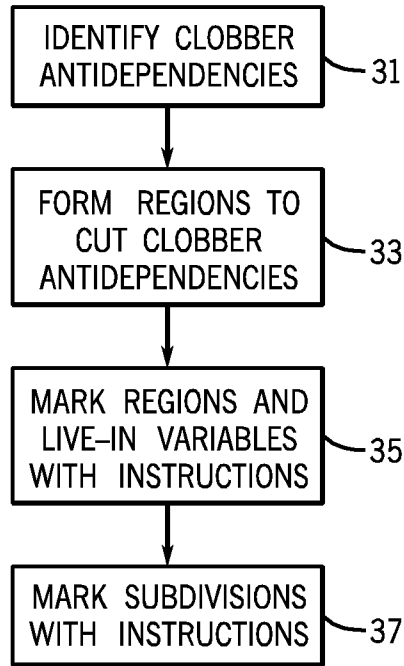 IDENTIFY CLOBBER
ANTIDEPENDENCIES
31
FORM REGIONS TO
CUT CLOBBER
ANTIDEPENDENCIES
33
MARK REGIONS AND
LIVE-IN VARIABLES
WITH INSTRUCTIONS
35
MARK SUBDIVISIONS
WITH INSTRUCTIONS
37